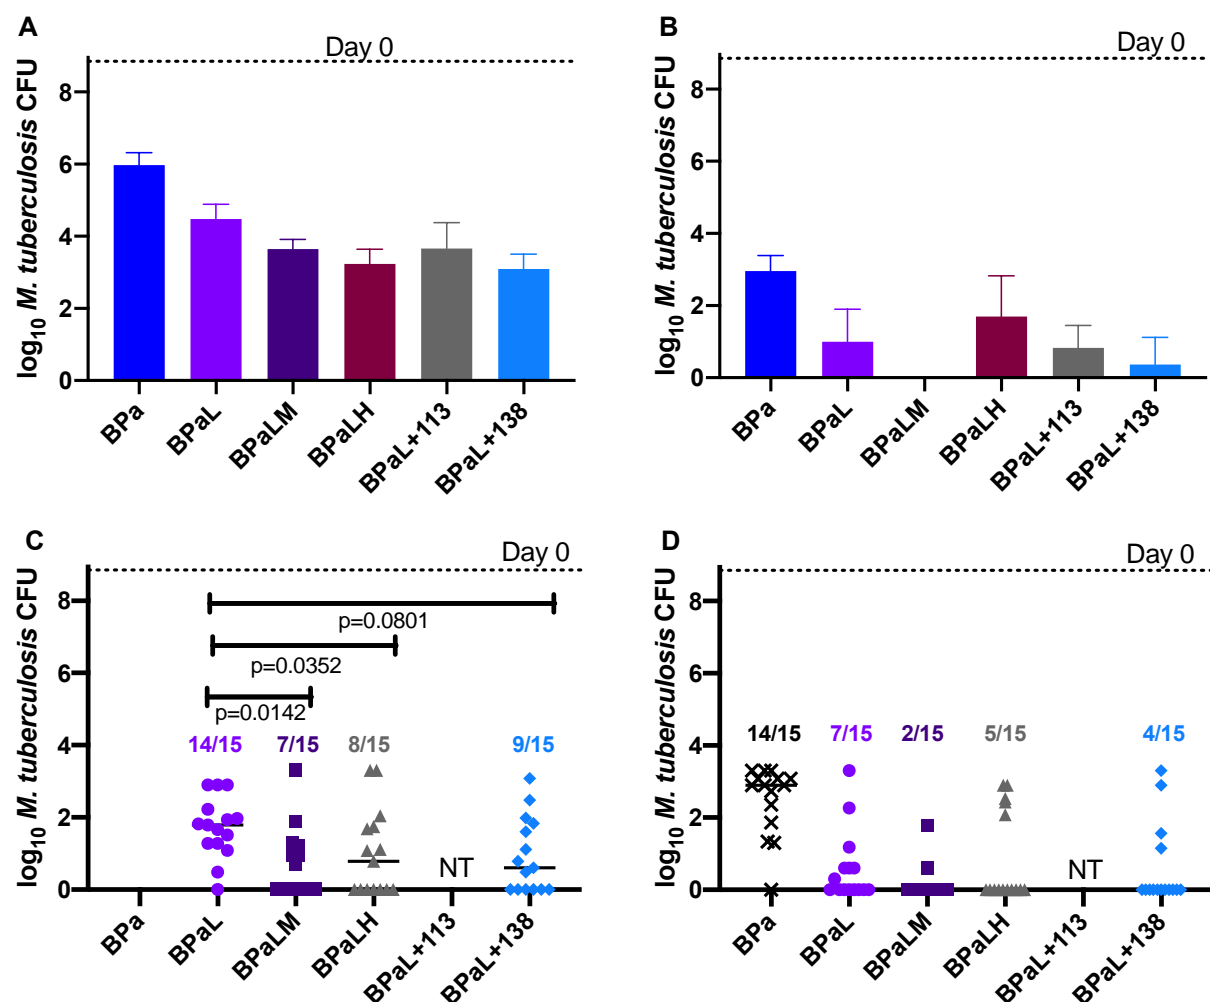 A
Day 0
log10 M. tuberculosis CFU
8
6
4
2
0
BPa
BPaL
BPaLM
BPaLH
BPaL+113
BPaL+138
B
Day 0
log10 M. tuberculosis CFU
8
6
4
2
0
BPa
BPaL
BPaLM
BPaLH
BPaL+113
BPaL+138
C
Day 0
log10 M. tuberculosis CFU
8
6
4
2
0
p=0.0801
p=0.0352
p=0.0142
14/15 7/15 8/15 9/15
NT
BPa
BPaL
BPaLM
BPaLH
BPaL+113
BPaL+138
D
Day 0
log10 M. tuberculosis CFU
8
6
4
2
0
14/15 7/15 2/15 5/15 4/15
NT
BPa
BPaL
BPaLM
BPaLH
BPaL+113
BPaL+138